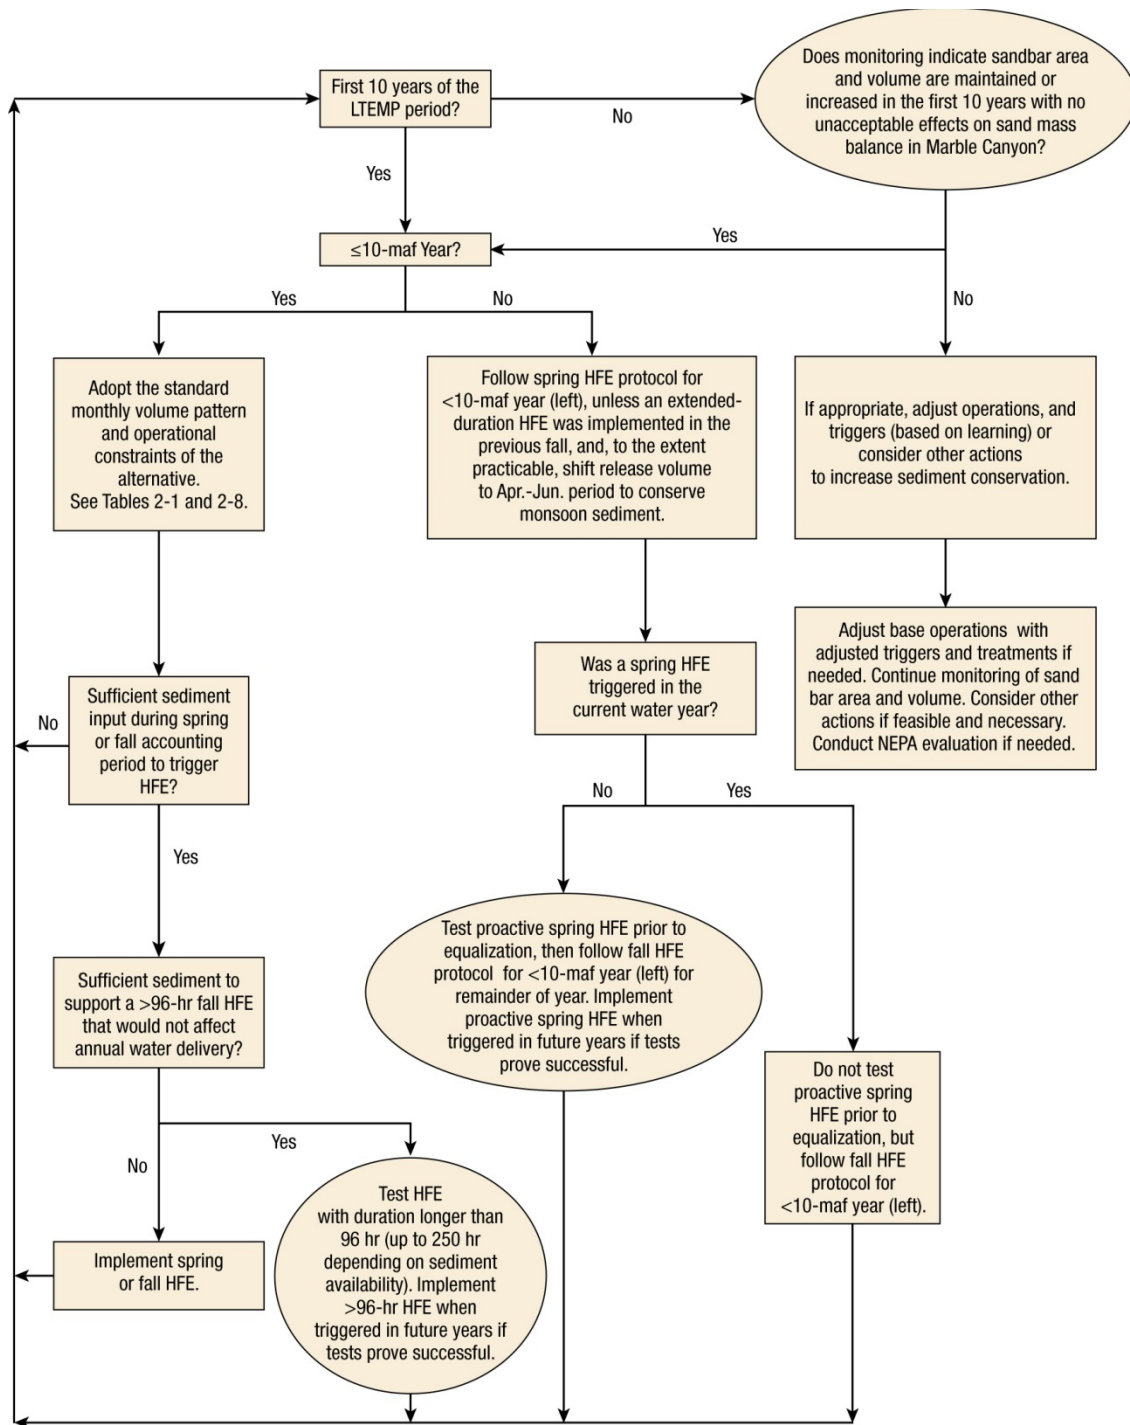 First 10 years of the
LTEMP period?
No
Does monitoring indicate sandbar area
and volume are maintained or
increased in the first 10 years with no
unacceptable effects on sand mass
balance in Marble Canyon?
Yes
≤10-maf Year?
Yes
Yes
No
No
Adopt the standard
monthly volume pattern
and operational
constraints of the
alternative.
See Tables 2-1 and 2-8.
Follow spring HFE protocol for
<10-maf year (left), unless an extended-
duration HFE was implemented in the
previous fall, and, to the extent
practicable, shift release volume
to Apr.-Jun. period to conserve
monsoon sediment.
If appropriate, adjust operations, and
triggers (based on learning) or
consider other actions
to increase sediment conservation.
Adjust base operations with
adjusted triggers and treatments if
needed. Continue monitoring of sand
bar area and volume. Consider other
actions if feasible and necessary.
Conduct NEPA evaluation if needed.
Was a spring HFE
triggered in the
current water year?
No
Sufficient sediment
input during spring
or fall accounting
period to trigger
HFE?
No
Yes
Yes
Test proactive spring HFE prior to
equalization, then follow fall HFE
protocol for <10-maf year (left) for
remainder of year. Implement
proactive spring HFE when
triggered in future years if tests
prove successful.
Sufficient sediment to
support a >96-hr fall HFE
that would not affect
annual water delivery?
Do not test
proactive spring
HFE prior to
equalization, but
follow fall HFE
protocol for
<10-maf year (left).
Yes
No
Test HFE
with duration longer than
96 hr (up to 250 hr
depending on sediment
availability). Implement
>96-hr HFE when
triggered in future years if
tests prove successful.
Implement spring
or fall HFE.